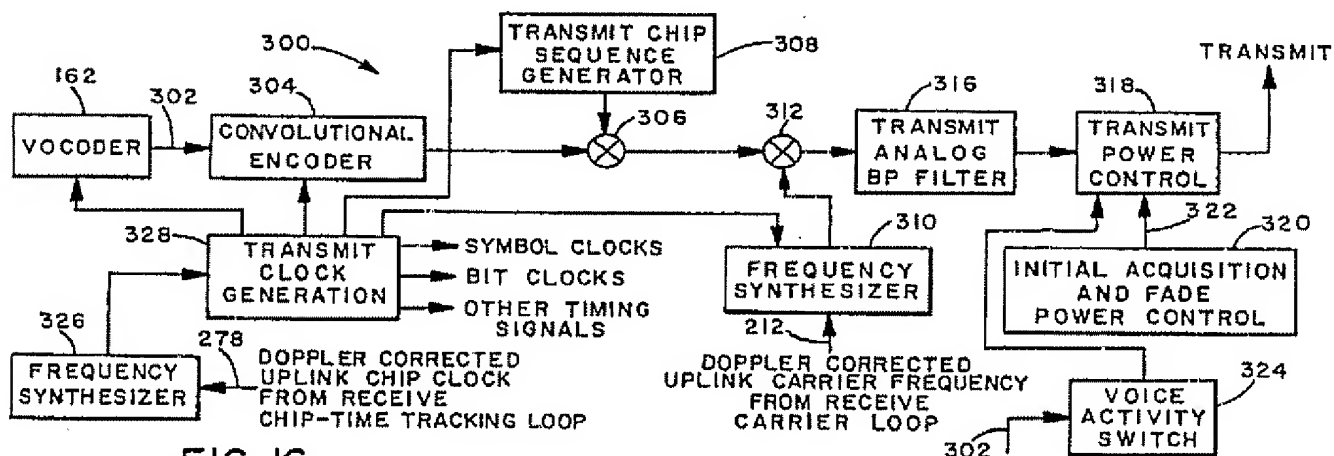 300
TRANSMIT CHIP
SEQUENCE
GENERATOR
308
TRANSMIT
162
302
304
306
312
316
318
VOCODER
CONVOLUTIONAL
ENCODER
TRANSMIT
ANALOG
BP FILTER
TRANSMIT
POWER
CONTROL
328
TRANSMIT
CLOCK
GENERATION
SYMBOL CLOCKS
BIT CLOCKS
OTHER TIMING
SIGNALS
310
FREQUENCY
SYNTHESIZER
322
320
INITIAL ACQUISITION
AND FADE
POWER CONTROL
326
FREQUENCY
SYNTHESIZER
278
DOPPLER CORRECTED
UPLINK CHIP CLOCK
FROM RECEIVE
CHIP-TIME TRACKING LOOP
212
DOPPLER CORRECTED
UPLINK CARRIER FREQUENCY
FROM RECEIVE
CARRIER LOOP
324
VOICE
ACTIVITY
SWITCH
302